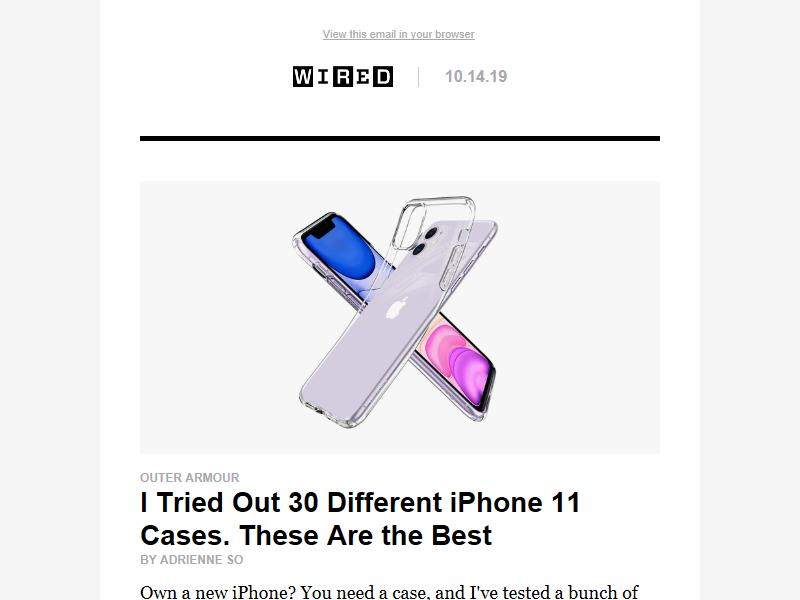 View this email in your browser
WIRED
10.14.19
OUTER ARMOUR
I Tried Out 30 Different iPhone 11
Cases. These Are the Best
BY ADRIENNE SO
Own a new iPhone? You need a case, and I've tested a bunch of